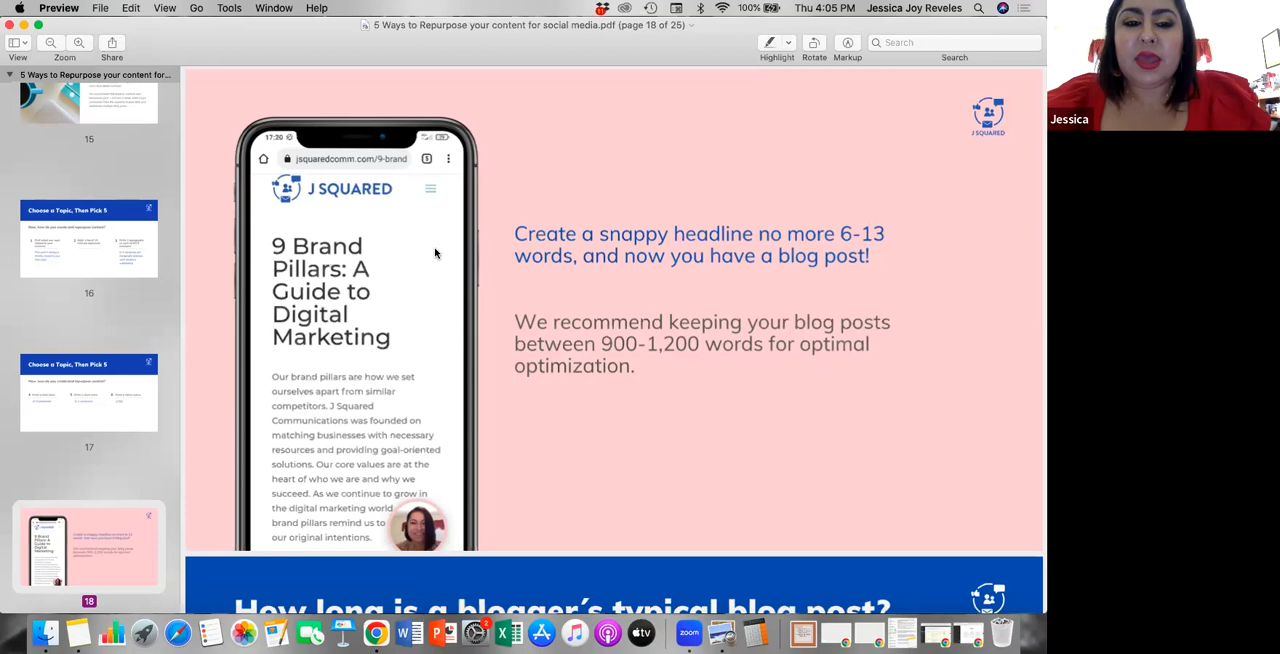 Preview File Edit View Go Tools Window Help 100% Thu 4:05 PM Jessica Joy Reveles
5 Ways to Repurpose your content for social media.pdf (page 18 of 25)
View Zoom Share Highlight Rotate Markup Search
Search
5 Ways to Repurpose your content for...
15
Choose a Topic, Then Pick 5
16
Choose a Topic, Then Pick 5
17
18
J SQUARED
17:20
jsquaredcomm.com/9-brand
J SQUARED
9 Brand
Pillars: A
Guide to
Digital
Marketing
Our brand pillars are how we set
ourselves apart from similar
competitors. J Squared
Communications was founded on
matching businesses with necessary
resources and providing goal-oriented
solutions. Our core values are at the
heart of who we are and why we
succeed. As we continue to grow in
the digital marketing world
brand pillars remind us to
our original intentions.
Create a snappy headline no more 6-13
words, and now you have a blog post!
We recommend keeping your blog posts
between 900-1,200 words for optimal
optimization.
How long is a blogger´s typical blog post?
Jessica
zoom
tv
2